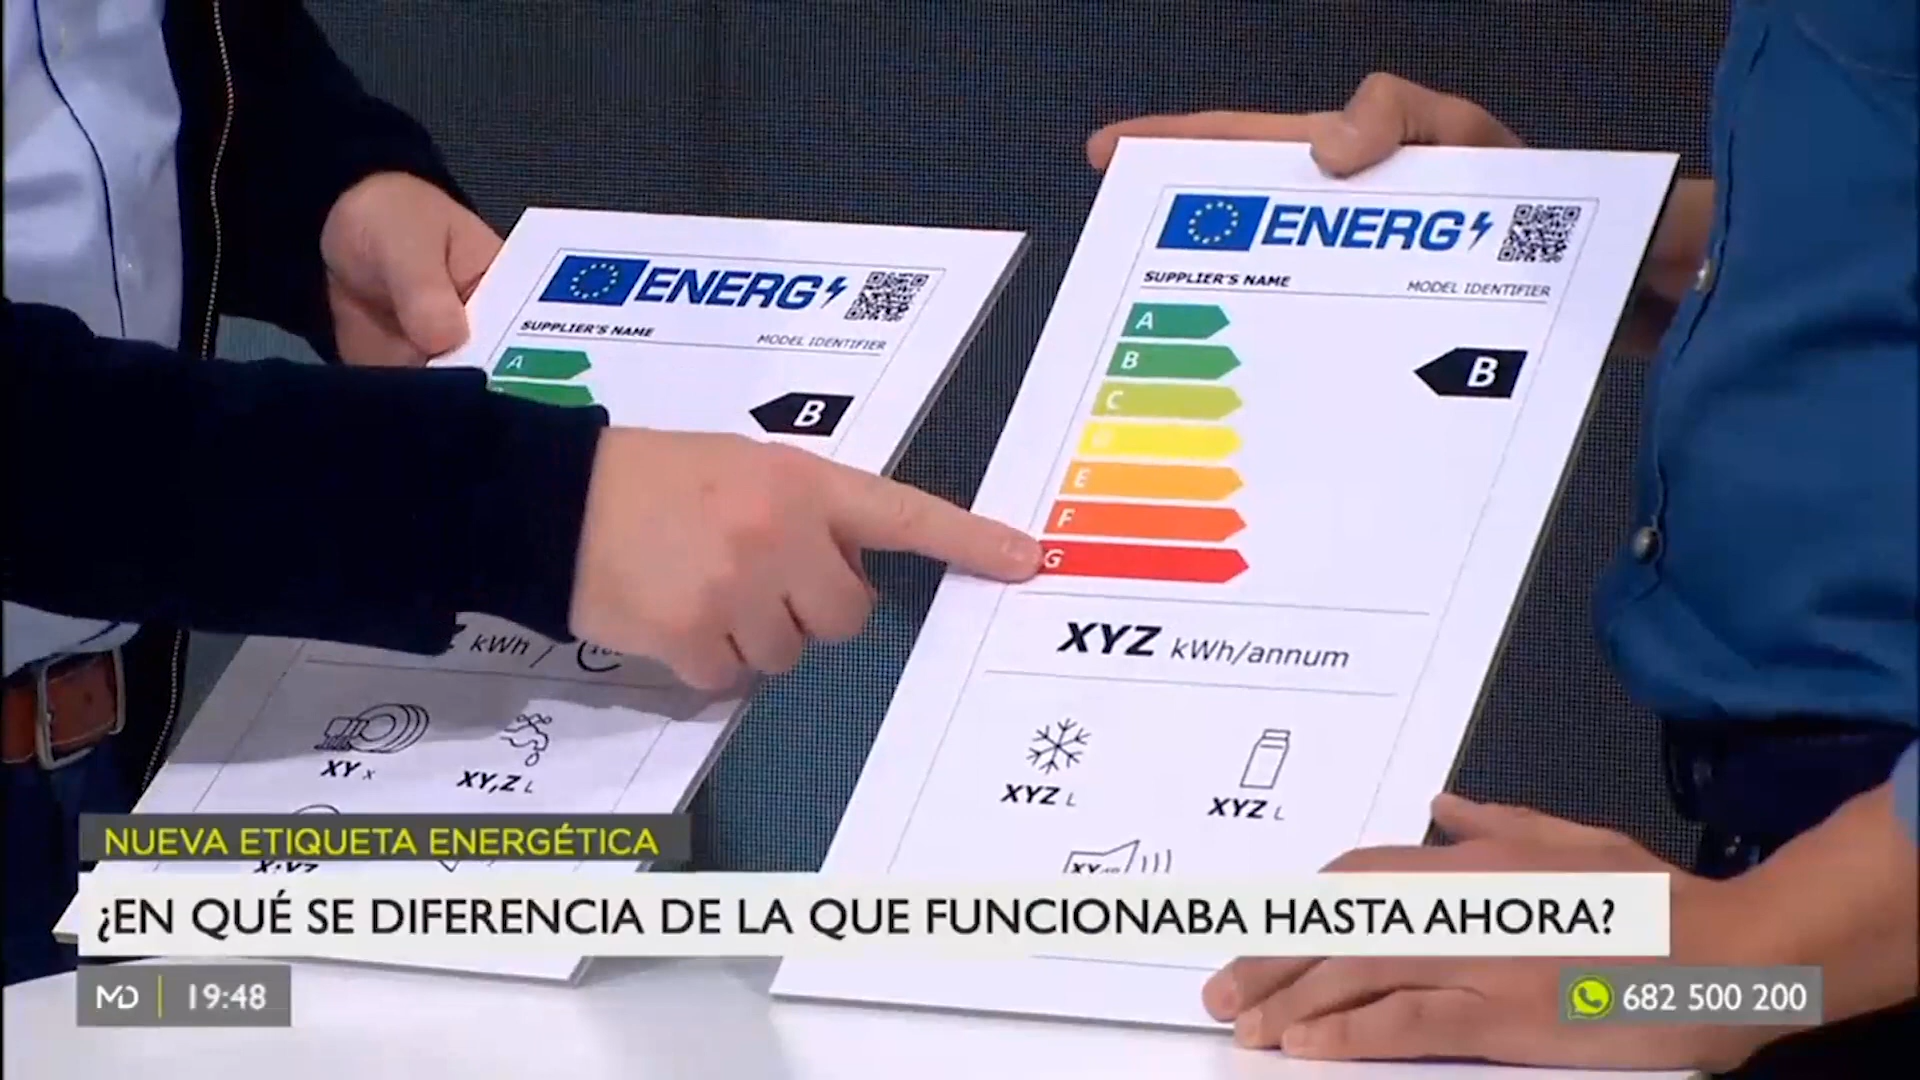 ENERG
SUPPLIER'S NAME
MODEL IDENTIFIER
A
B
kWh /
XY x
XY,Z L
ENERG
SUPPLIER'S NAME
MODEL IDENTIFIER
A
B
B
C
D
E
F
G
XYZ kWh/annum
XYZ L
XYZ L
NUEVA ETIQUETA ENERGÉTICA
¿EN QUÉ SE DIFERENCIA DE LA QUE FUNCIONABA HASTA AHORA?
MD 19:48
682 500 200